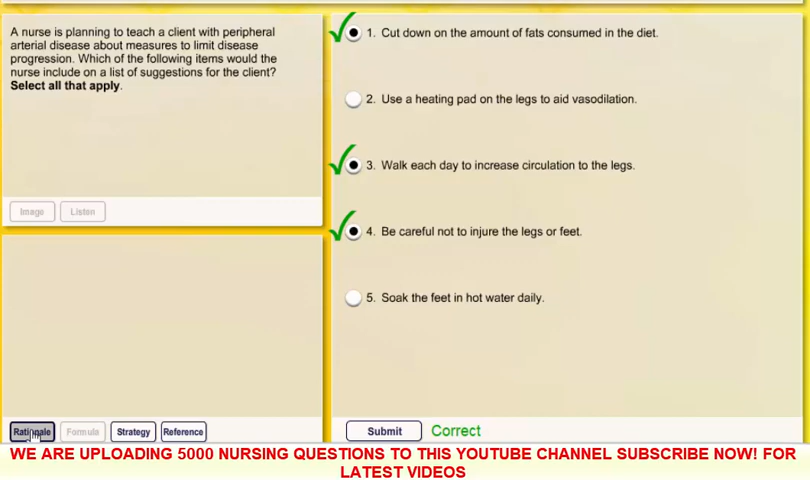 A nurse is planning to teach a client with peripheral
arterial disease about measures to limit disease
progression. Which of the following items would the
nurse include on a list of suggestions for the client?
Select all that apply.
Image
Listen
1. Cut down on the amount of fats consumed in the diet.
2. Use a heating pad on the legs to aid vasodilation.
3. Walk each day to increase circulation to the legs.
4. Be careful not to injure the legs or feet.
5. Soak the feet in hot water daily.
Rationale
Formula
Strategy
Reference
Submit
Correct
WE ARE UPLOADING 5000 NURSING QUESTIONS TO THIS YOUTUBE CHANNEL SUBSCRIBE NOW! FOR
LATEST VIDEOS